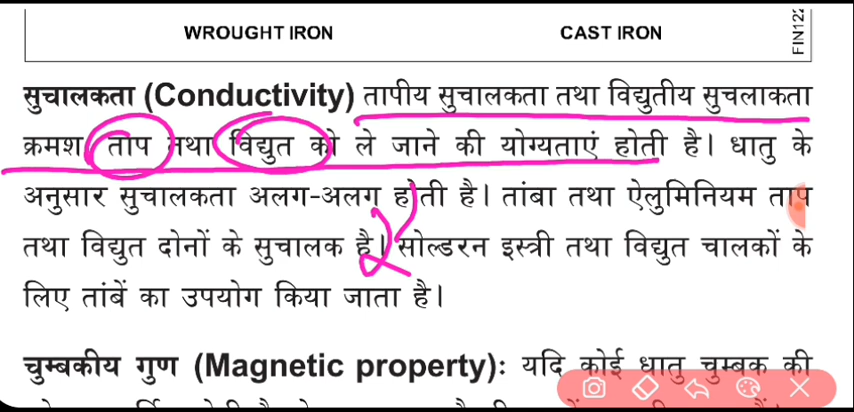 WROUGHT IRON CAST IRON
FIN122
सुचालकता (Conductivity) तापीय सुचालकता तथा विद्युतीय सुचलाकता
क्रमश ताप तथा विद्युत को ले जाने की योग्यताएं होती है। धातु के
अनुसार सुचालकता अलग-अलग होती है। तांबा तथा ऐलुमिनियम ताप
तथा विद्युत दोनों के सुचालक है। सोल्डरन इस्त्री तथा विद्युत चालकों के
लिए तांबें का उपयोग किया जाता है।
चुम्बकीय गुण (Magnetic property): यदि कोई धातु चुम्बक की